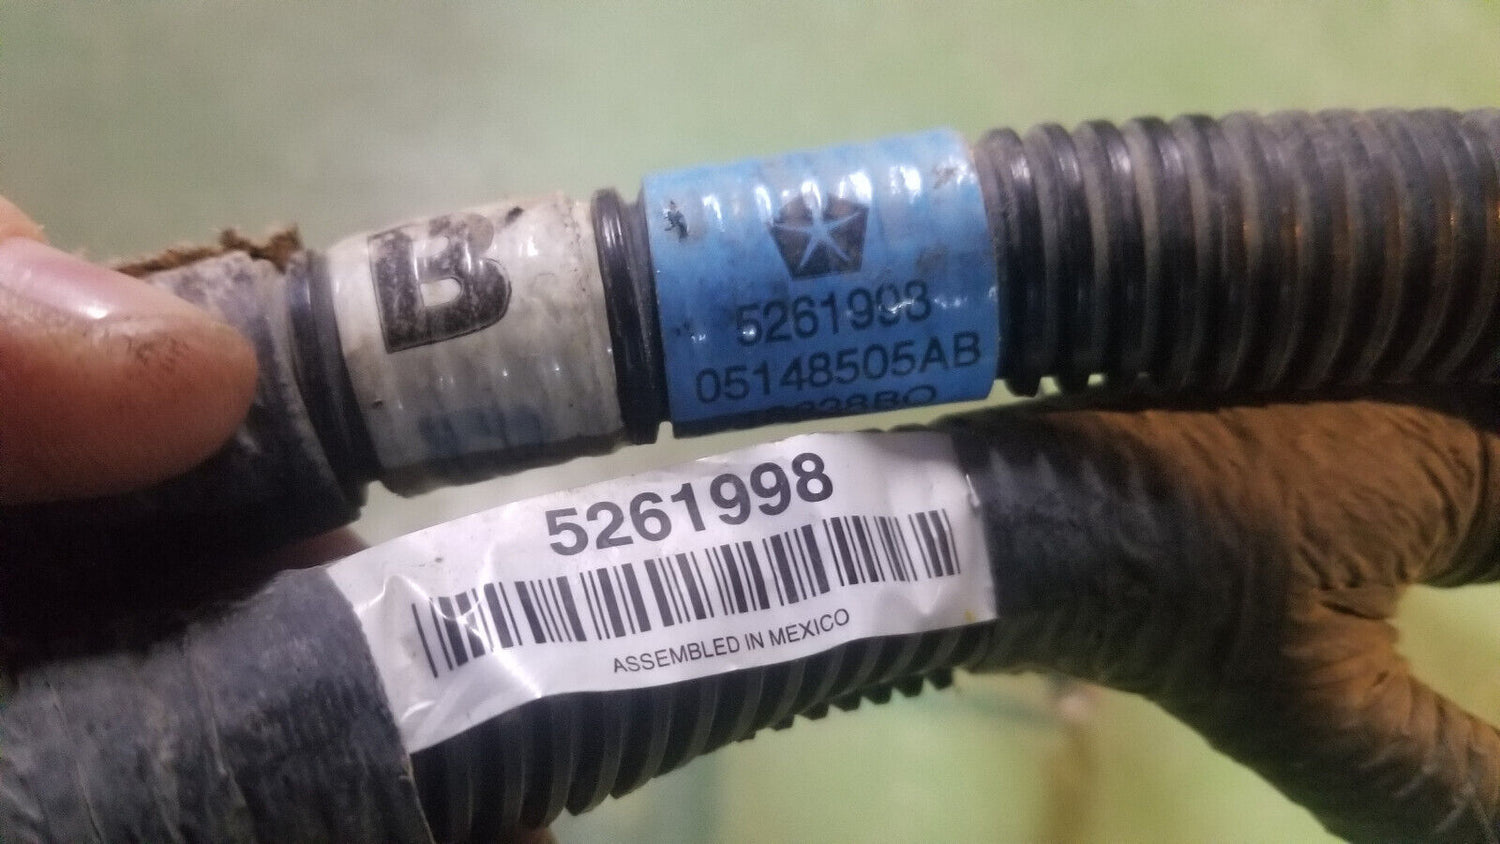 B
5261993
05148505AB
5261998
ASSEMBLED IN MEXICO